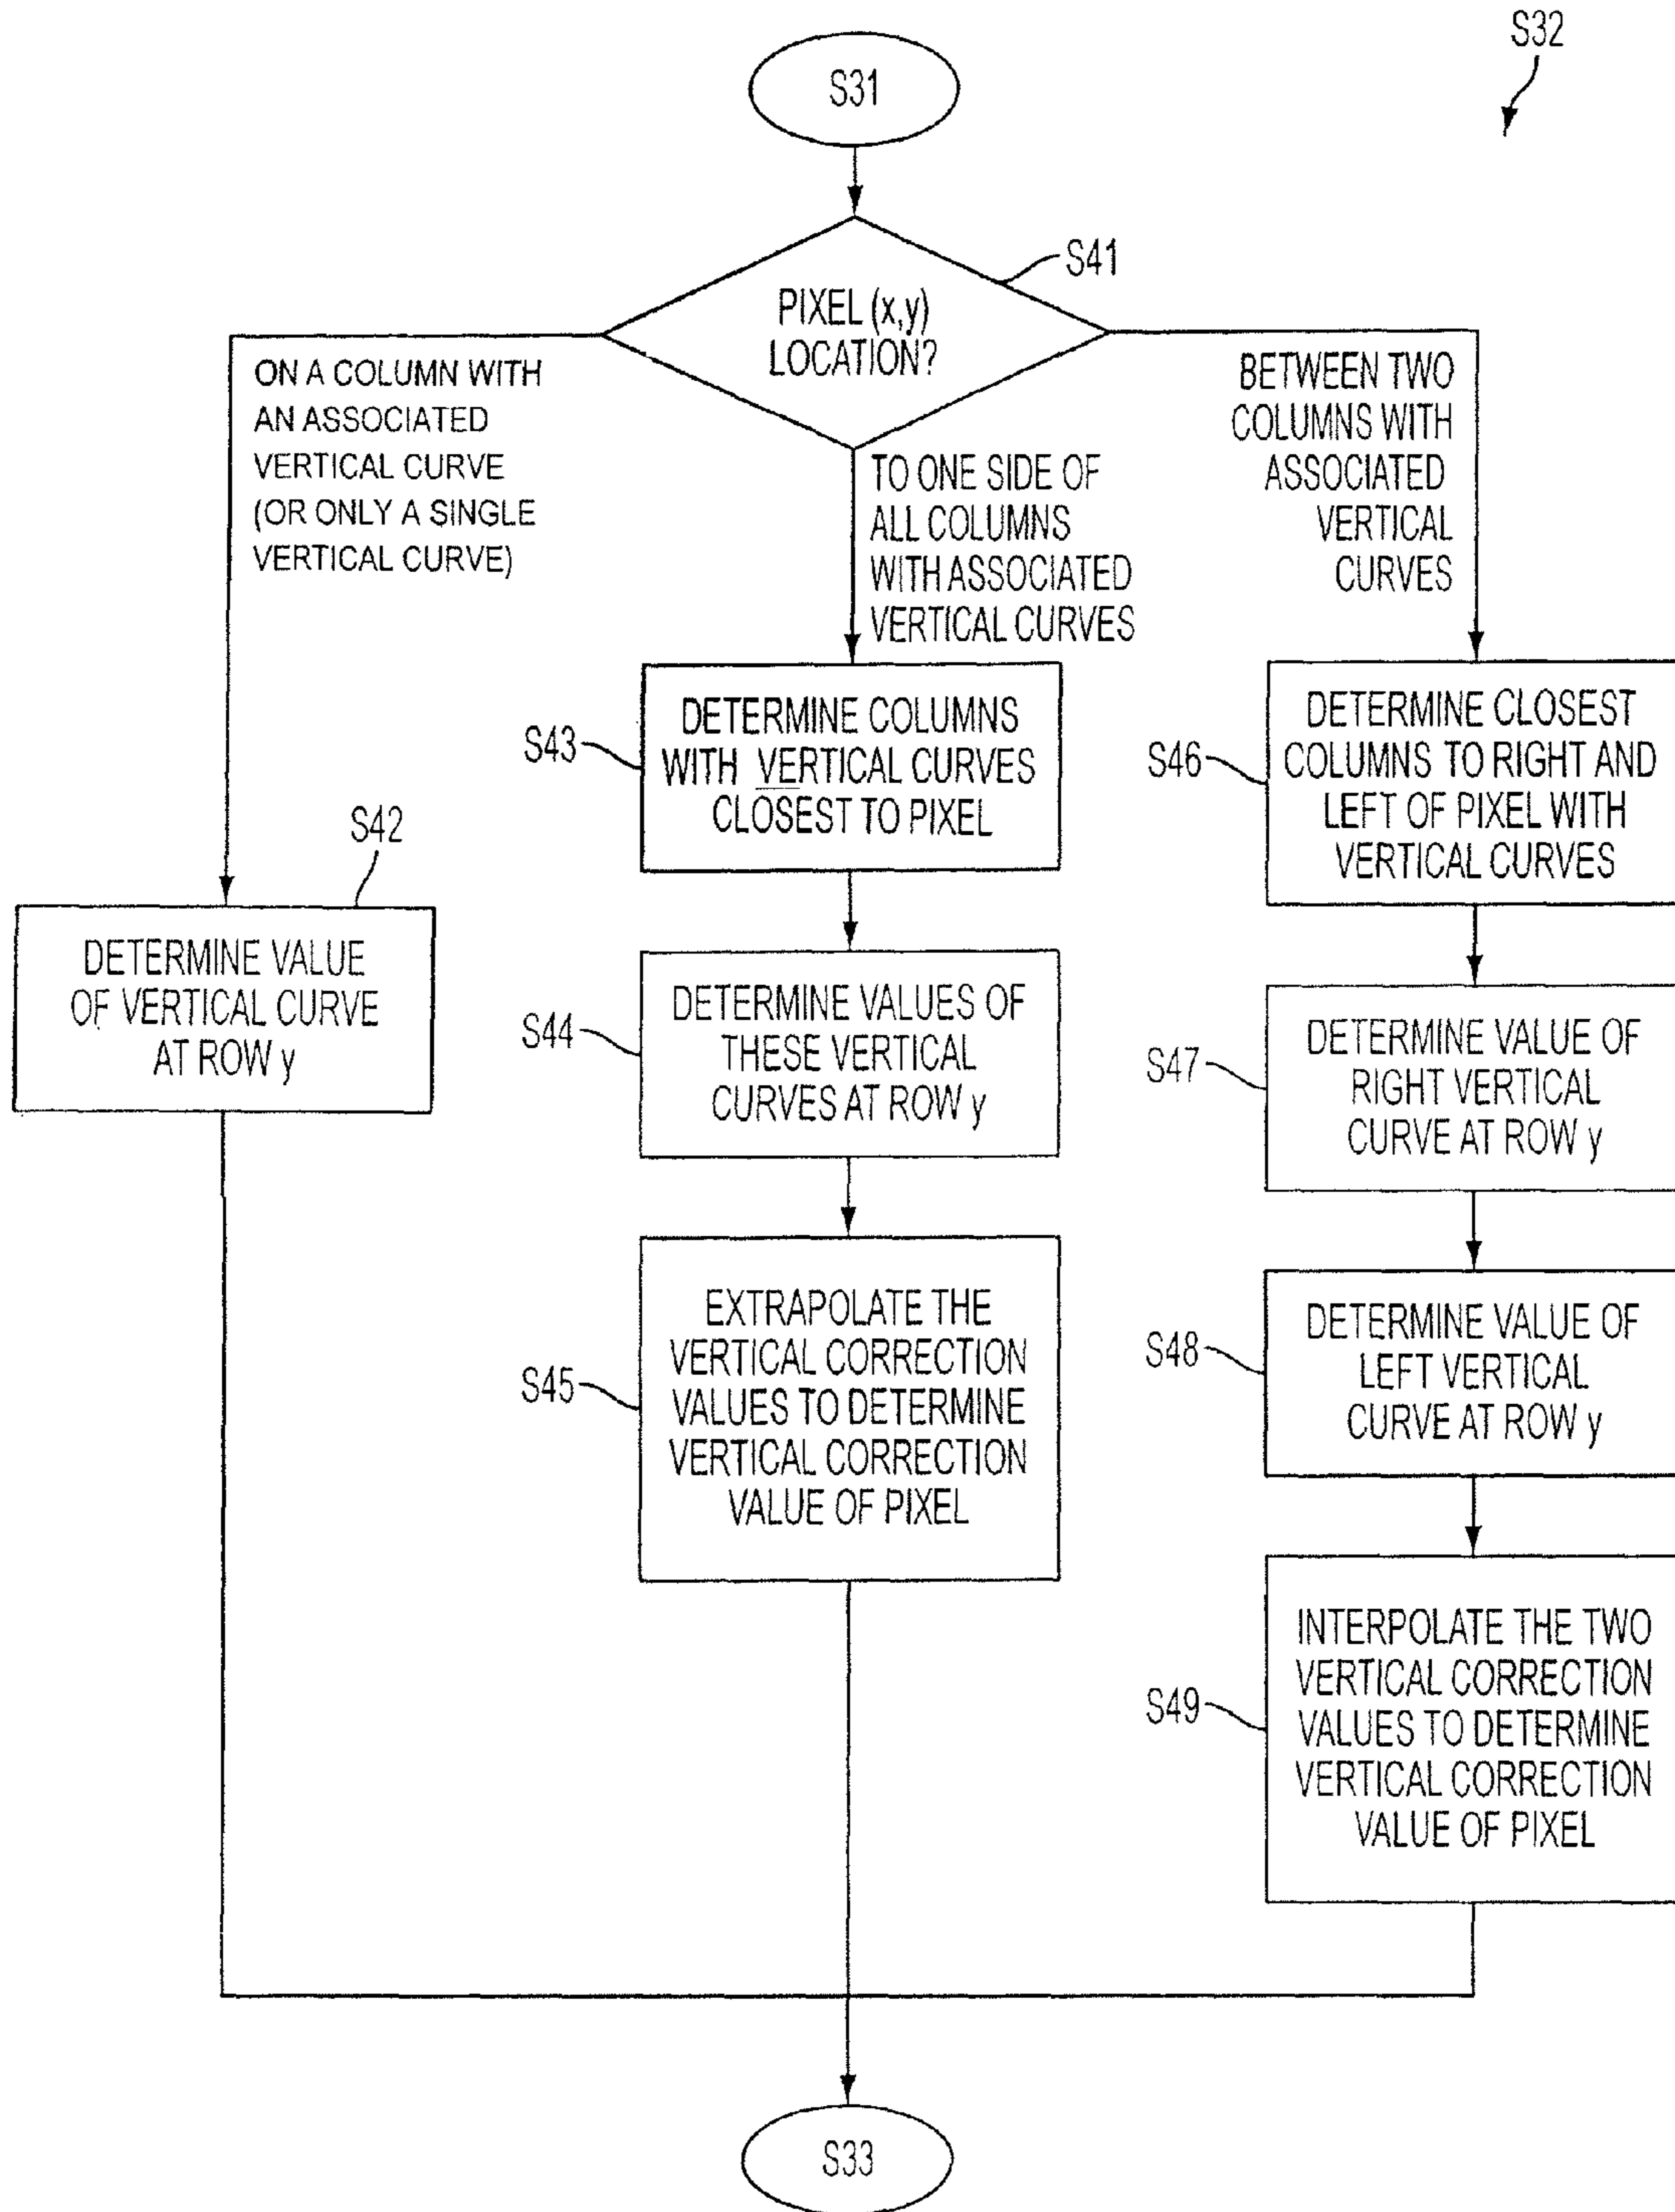 S32
S31
S41
PIXEL (x,y)
LOCATION?
ON A COLUMN WITH
AN ASSOCIATED
VERTICAL CURVE
(OR ONLY A SINGLE
VERTICAL CURVE)
TO ONE SIDE OF
ALL COLUMNS
WITH ASSOCIATED
VERTICAL CURVES
BETWEEN TWO
COLUMNS WITH
ASSOCIATED
VERTICAL
CURVES
S42
DETERMINE VALUE
OF VERTICAL CURVE
AT ROW y
S43
DETERMINE COLUMNS
WITH VERTICAL CURVES
CLOSEST TO PIXEL
S44
DETERMINE VALUES OF
THESE VERTICAL
CURVES AT ROW y
S45
EXTRAPOLATE THE
VERTICAL CORRECTION
VALUES TO DETERMINE
VERTICAL CORRECTION
VALUE OF PIXEL
S46
DETERMINE CLOSEST
COLUMNS TO RIGHT AND
LEFT OF PIXEL WITH
VERTICAL CURVES
S47
DETERMINE VALUE OF
RIGHT VERTICAL
CURVE AT ROW y
S48
DETERMINE VALUE OF
LEFT VERTICAL
CURVE AT ROW y
S49
INTERPOLATE THE TWO
VERTICAL CORRECTION
VALUES TO DETERMINE
VERTICAL CORRECTION
VALUE OF PIXEL
S33